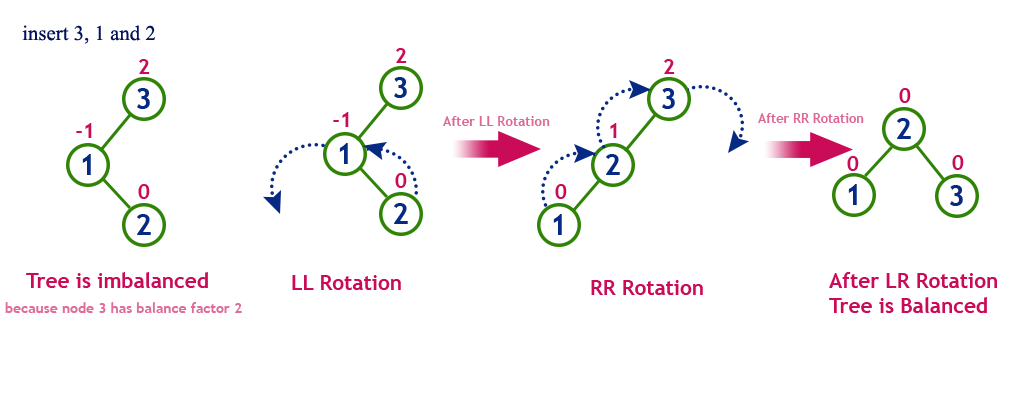 insert 3, 1 and 2
2
3
-1
1
0
2
Tree is imbalanced
because node 3 has balance factor 2
2
3
-1
1
0
2
LL Rotation
After LL Rotation
2
3
1
2
0
1
RR Rotation
After RR Rotation
0
2
0
1
0
3
After LR Rotation
Tree is Balanced